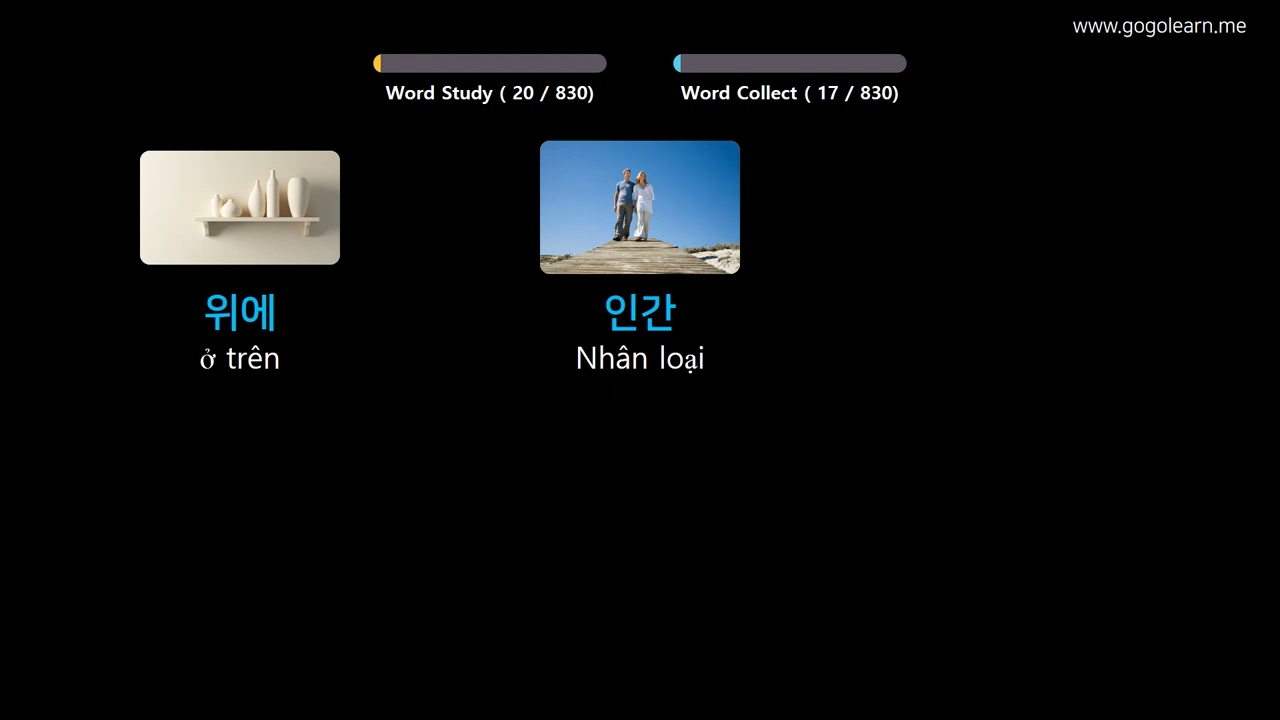 www.gogolearn.me
Word Study ( 20 / 830)
Word Collect ( 17 / 830)
위에
ở trên
인간
Nhân loại